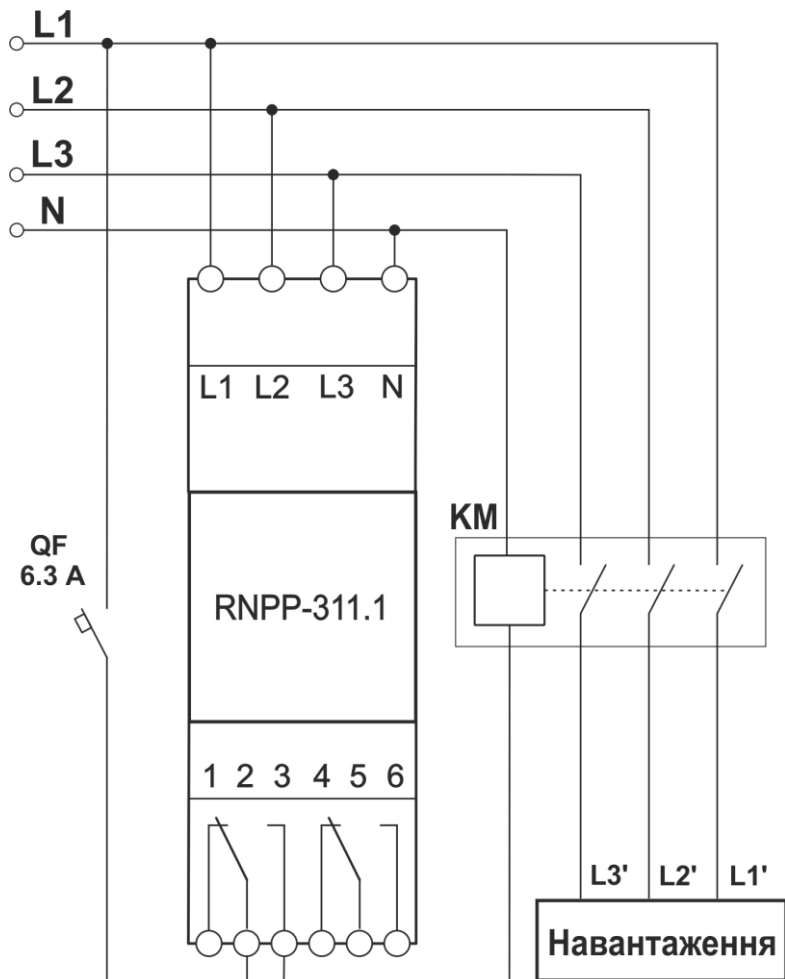 L1
L2
L3
N
L1 L2 L3 N
KM
QF
6.3 A
RNPP-311.1
1 2 3 4 5 6
L3' L2' L1'
Навантаження